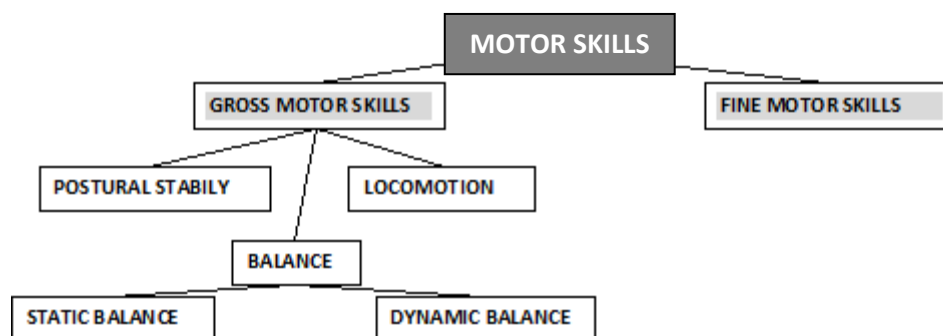 MOTOR SKILLS
GROSS MOTOR SKILLS
FINE MOTOR SKILLS
POSTURAL STABILY
LOCOMOTION
BALANCE
STATIC BALANCE
DYNAMIC BALANCE